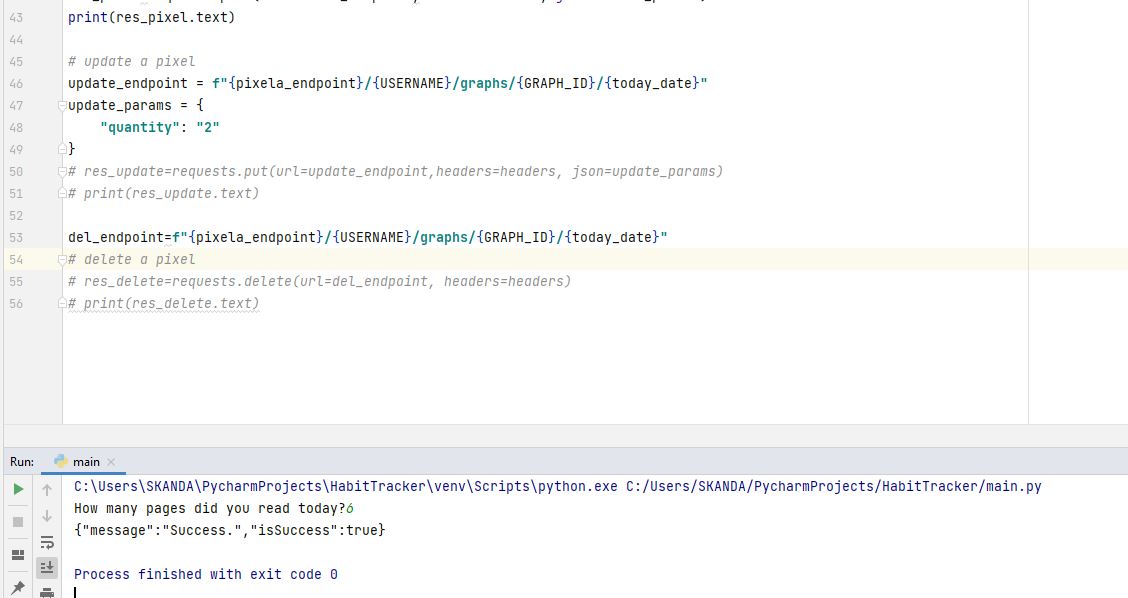 43 print(res_pixel.text)
44
45 # update a pixel
46 update_endpoint = f"{pixela_endpoint}/{USERNAME}/graphs/{GRAPH_ID}/{today_date}"
47 update_params = {
48     "quantity": "2"
49 }
50 # res_update=requests.put(url=update_endpoint,headers=headers, json=update_params)
51 # print(res_update.text)
52
53 del_endpoint=f"{pixela_endpoint}/{USERNAME}/graphs/{GRAPH_ID}/{today_date}"
54 # delete a pixel
55 # res_delete=requests.delete(url=del_endpoint, headers=headers)
56 # print(res_delete.text)
Run: main
C:\Users\SKANDA\PycharmProjects\HabitTracker\venv\Scripts\python.exe C:/Users/SKANDA/PycharmProjects/HabitTracker/main.py
How many pages did you read today?6
{"message":"Success.","isSuccess":true}
Process finished with exit code 0